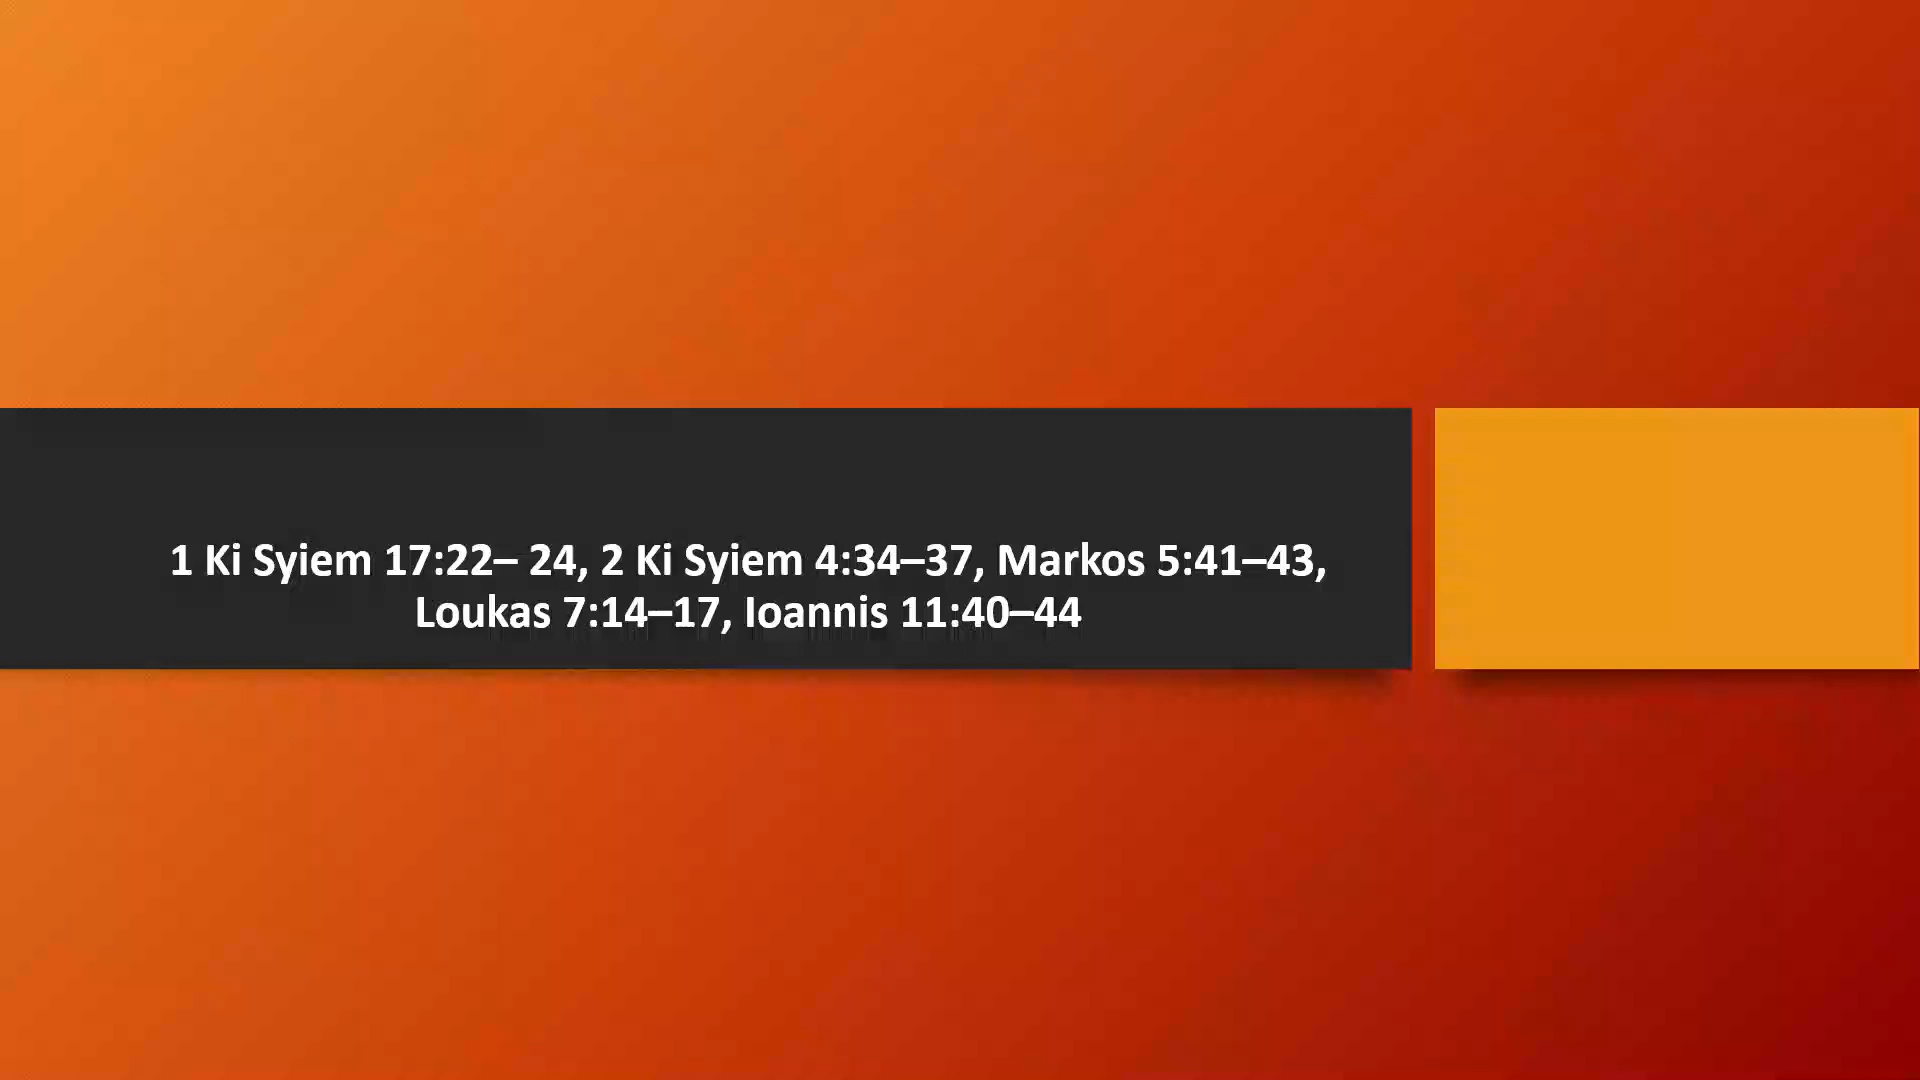 1 Ki Syiem 17:22– 24, 2 Ki Syiem 4:34–37, Markos 5:41–43,
Loukas 7:14–17, Ioannis 11:40–44